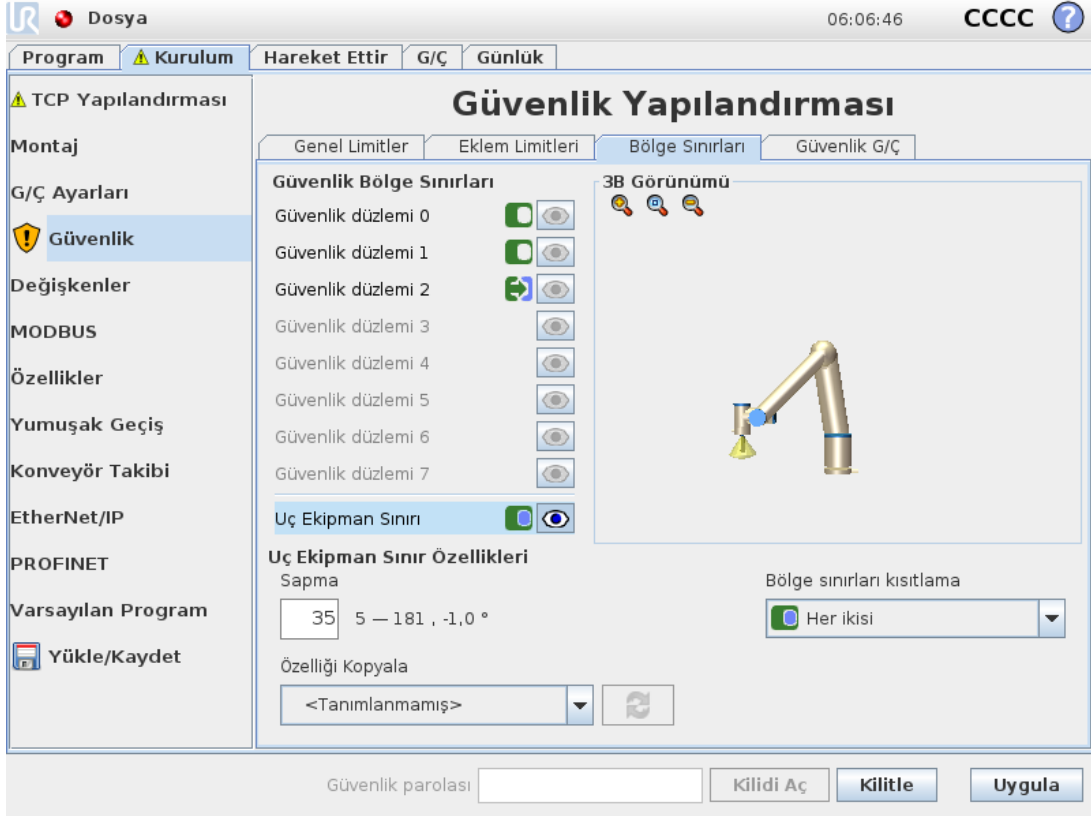 UR Dosya 06:06:46 CCCC ?
Program Kurulum Hareket Ettir G/Ç Günlük
TCP Yapılandırması
Montaj
G/Ç Ayarları
Güvenlik
Değişkenler
MODBUS
Özellikler
Yumuşak Geçiş
Konveyör Takibi
EtherNet/IP
PROFINET
Varsayılan Program
Yükle/Kaydet
Güvenlik Yapılandırması
Genel Limitler Eklem Limitleri Bölge Sınırları Güvenlik G/Ç
Güvenlik Bölge Sınırları
Güvenlik düzlemi 0
Güvenlik düzlemi 1
Güvenlik düzlemi 2
Güvenlik düzlemi 3
Güvenlik düzlemi 4
Güvenlik düzlemi 5
Güvenlik düzlemi 6
Güvenlik düzlemi 7
Uç Ekipman Sınırı
3B Görünümü
Uç Ekipman Sınır Özellikleri
Sapma
35 5 — 181 , -1,0 °
Bölge sınırları kısıtlama
Her ikisi
Özelliği Kopyala
<Tanımlanmamış>
Güvenlik parolası Kilidi Aç Kilitle Uygula